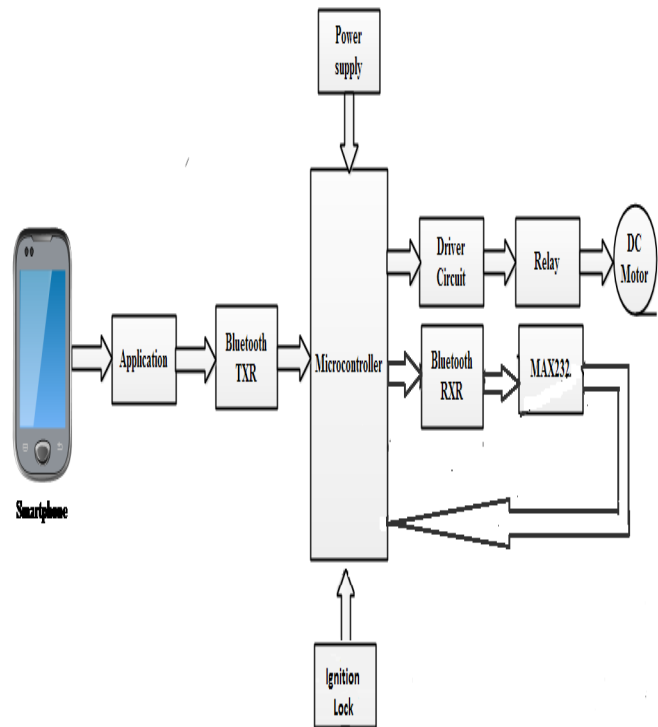 Power
supply
Driver
Circuit
Relay
DC
Motor
Application
Bluetooth
TXR
Microcontroller
Bluetooth
RXR
MAX232
Smartphone
Ignition
Lock